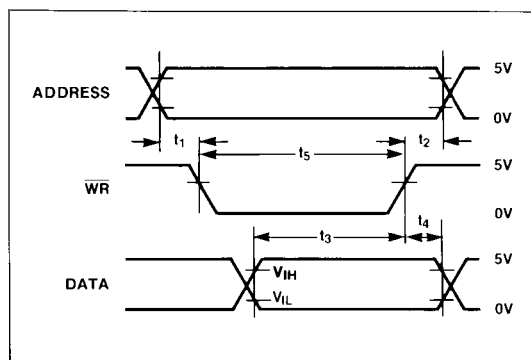 5V
ADDRESS
0V
t1 t2
t5
5V
WR
0V
t3 t4
5V
VIH
DATA
VIL
0V